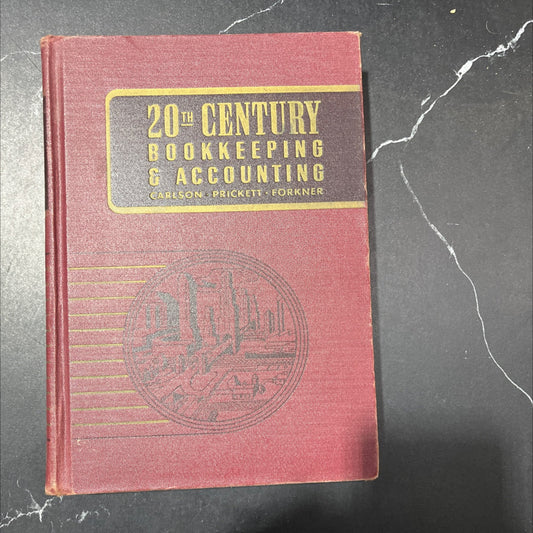 20TH CENTURY
BOOKKEEPING
& ACCOUNTING
CARLSON · PRICKETT · FORKNER